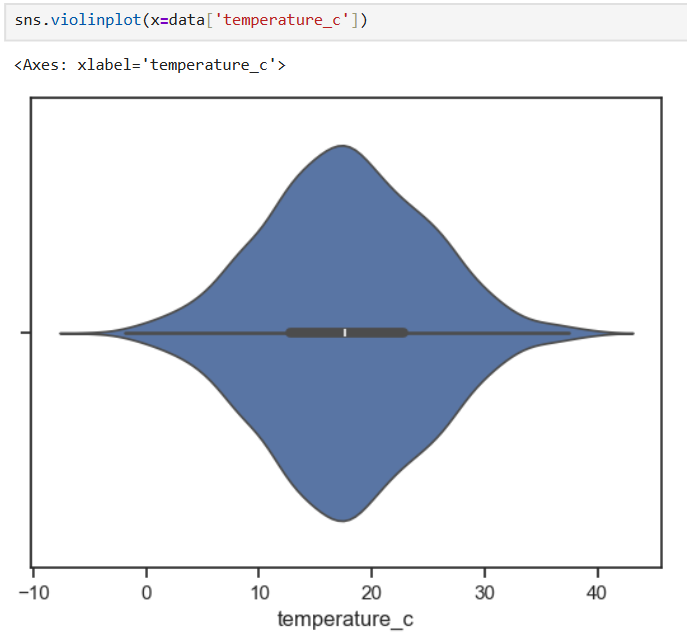 sns.violinplot(x=data['temperature_c'])
<Axes: xlabel='temperature_c'>
−10 0 10 20 30 40
temperature_c